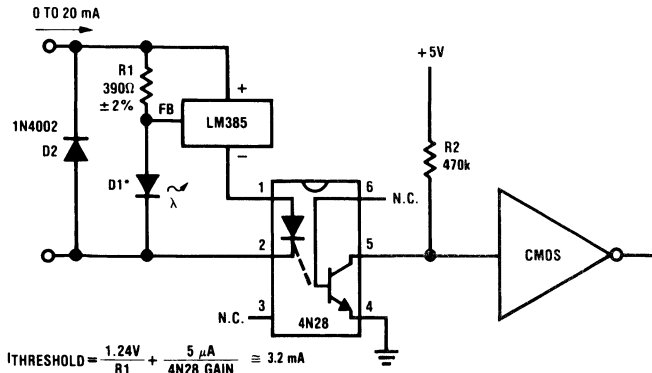 0 TO 20 mA
+5V
R1
390Ω
±2%
FB
+
LM385
−
1N4002
D2
D1*
λ
R2
470k
1
6
N.C.
2
5
CMOS
N.C.
3
4
4N28
ITHRESHOLD = 1.24V / R1 + 5 μA / 4N28 GAIN ≅ 3.2 mA